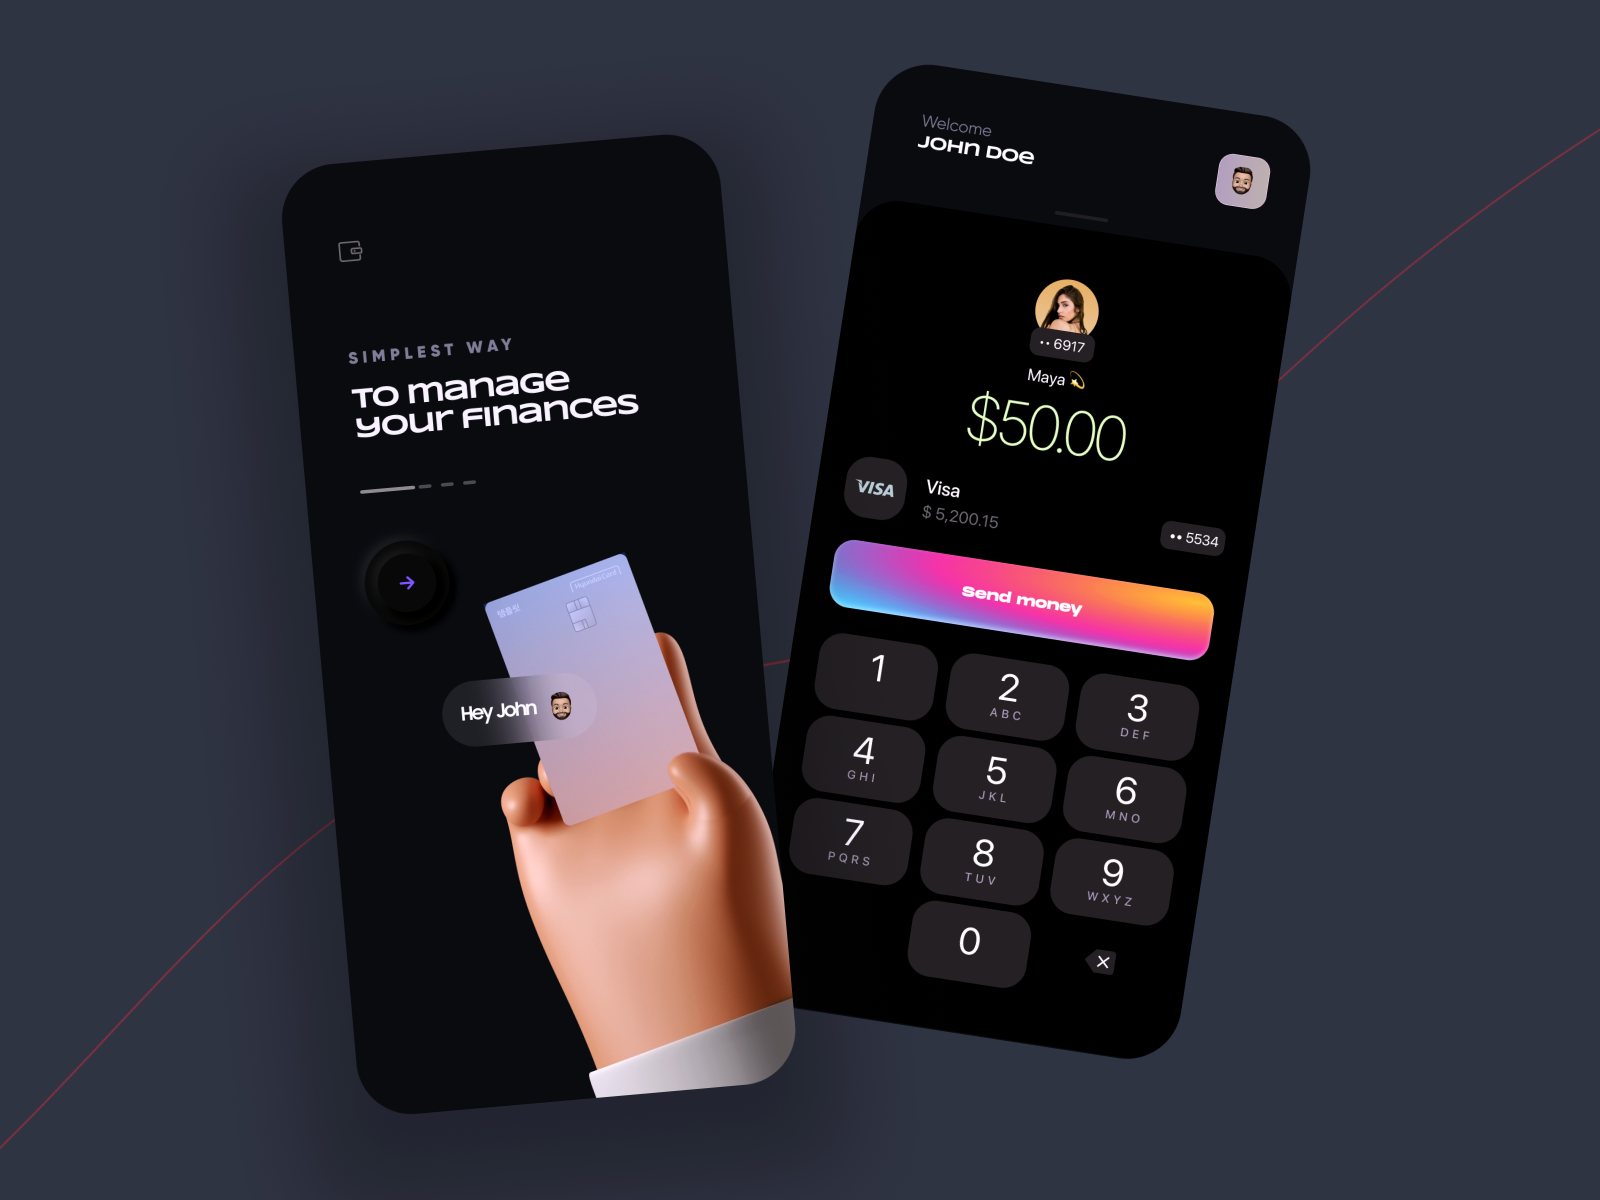 SIMPLEST WAY
To manage
your finances
Hyundai Card
Hey John
Welcome
JOHN DOE
•• 6917
Maya 💫
$50.00
VISA
Visa
$ 5,200.15
•• 5534
Send money
1
2
ABC
3
DEF
4
GHI
5
JKL
6
MNO
7
PQRS
8
TUV
9
WXYZ
0